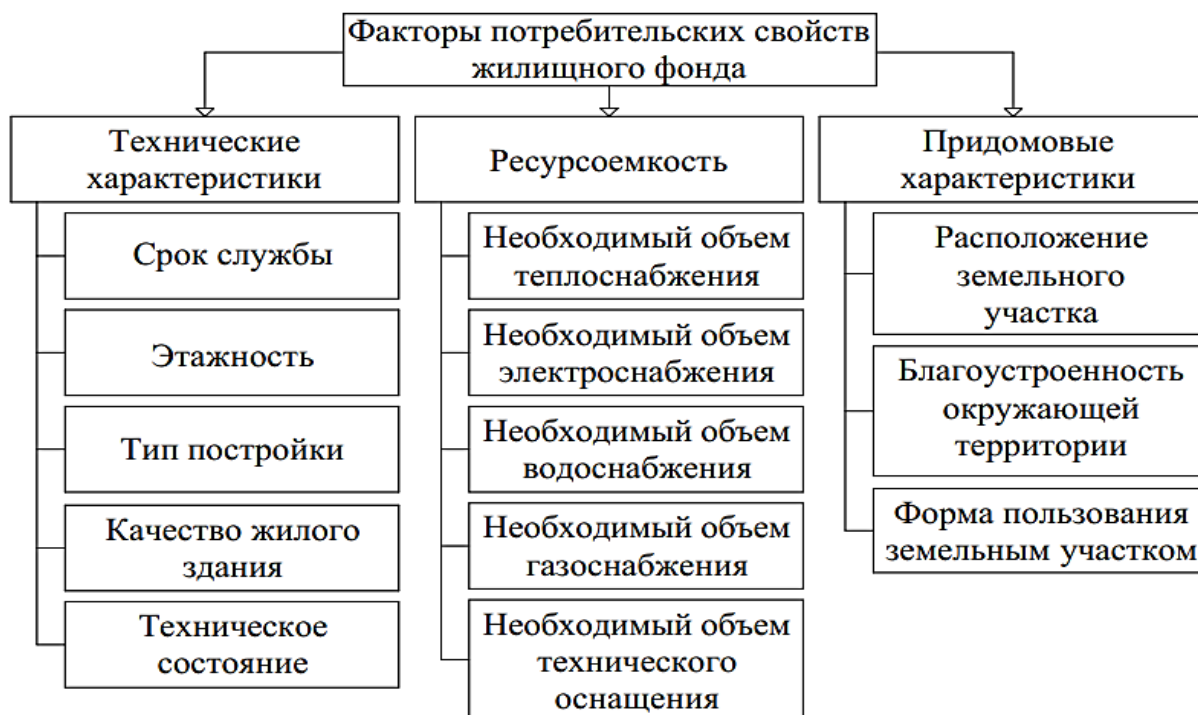 Факторы потребительских свойств
жилищного фонда
Технические
характеристики
Срок службы
Этажность
Тип постройки
Качество жилого
здания
Техническое
состояние
Ресурсоемкость
Необходимый объем
теплоснабжения
Необходимый объем
электроснабжения
Необходимый объем
водоснабжения
Необходимый объем
газоснабжения
Необходимый объем
технического
оснащения
Придомовые
характеристики
Расположение
земельного
участка
Благоустроенность
окружающей
территории
Форма пользования
земельным участком